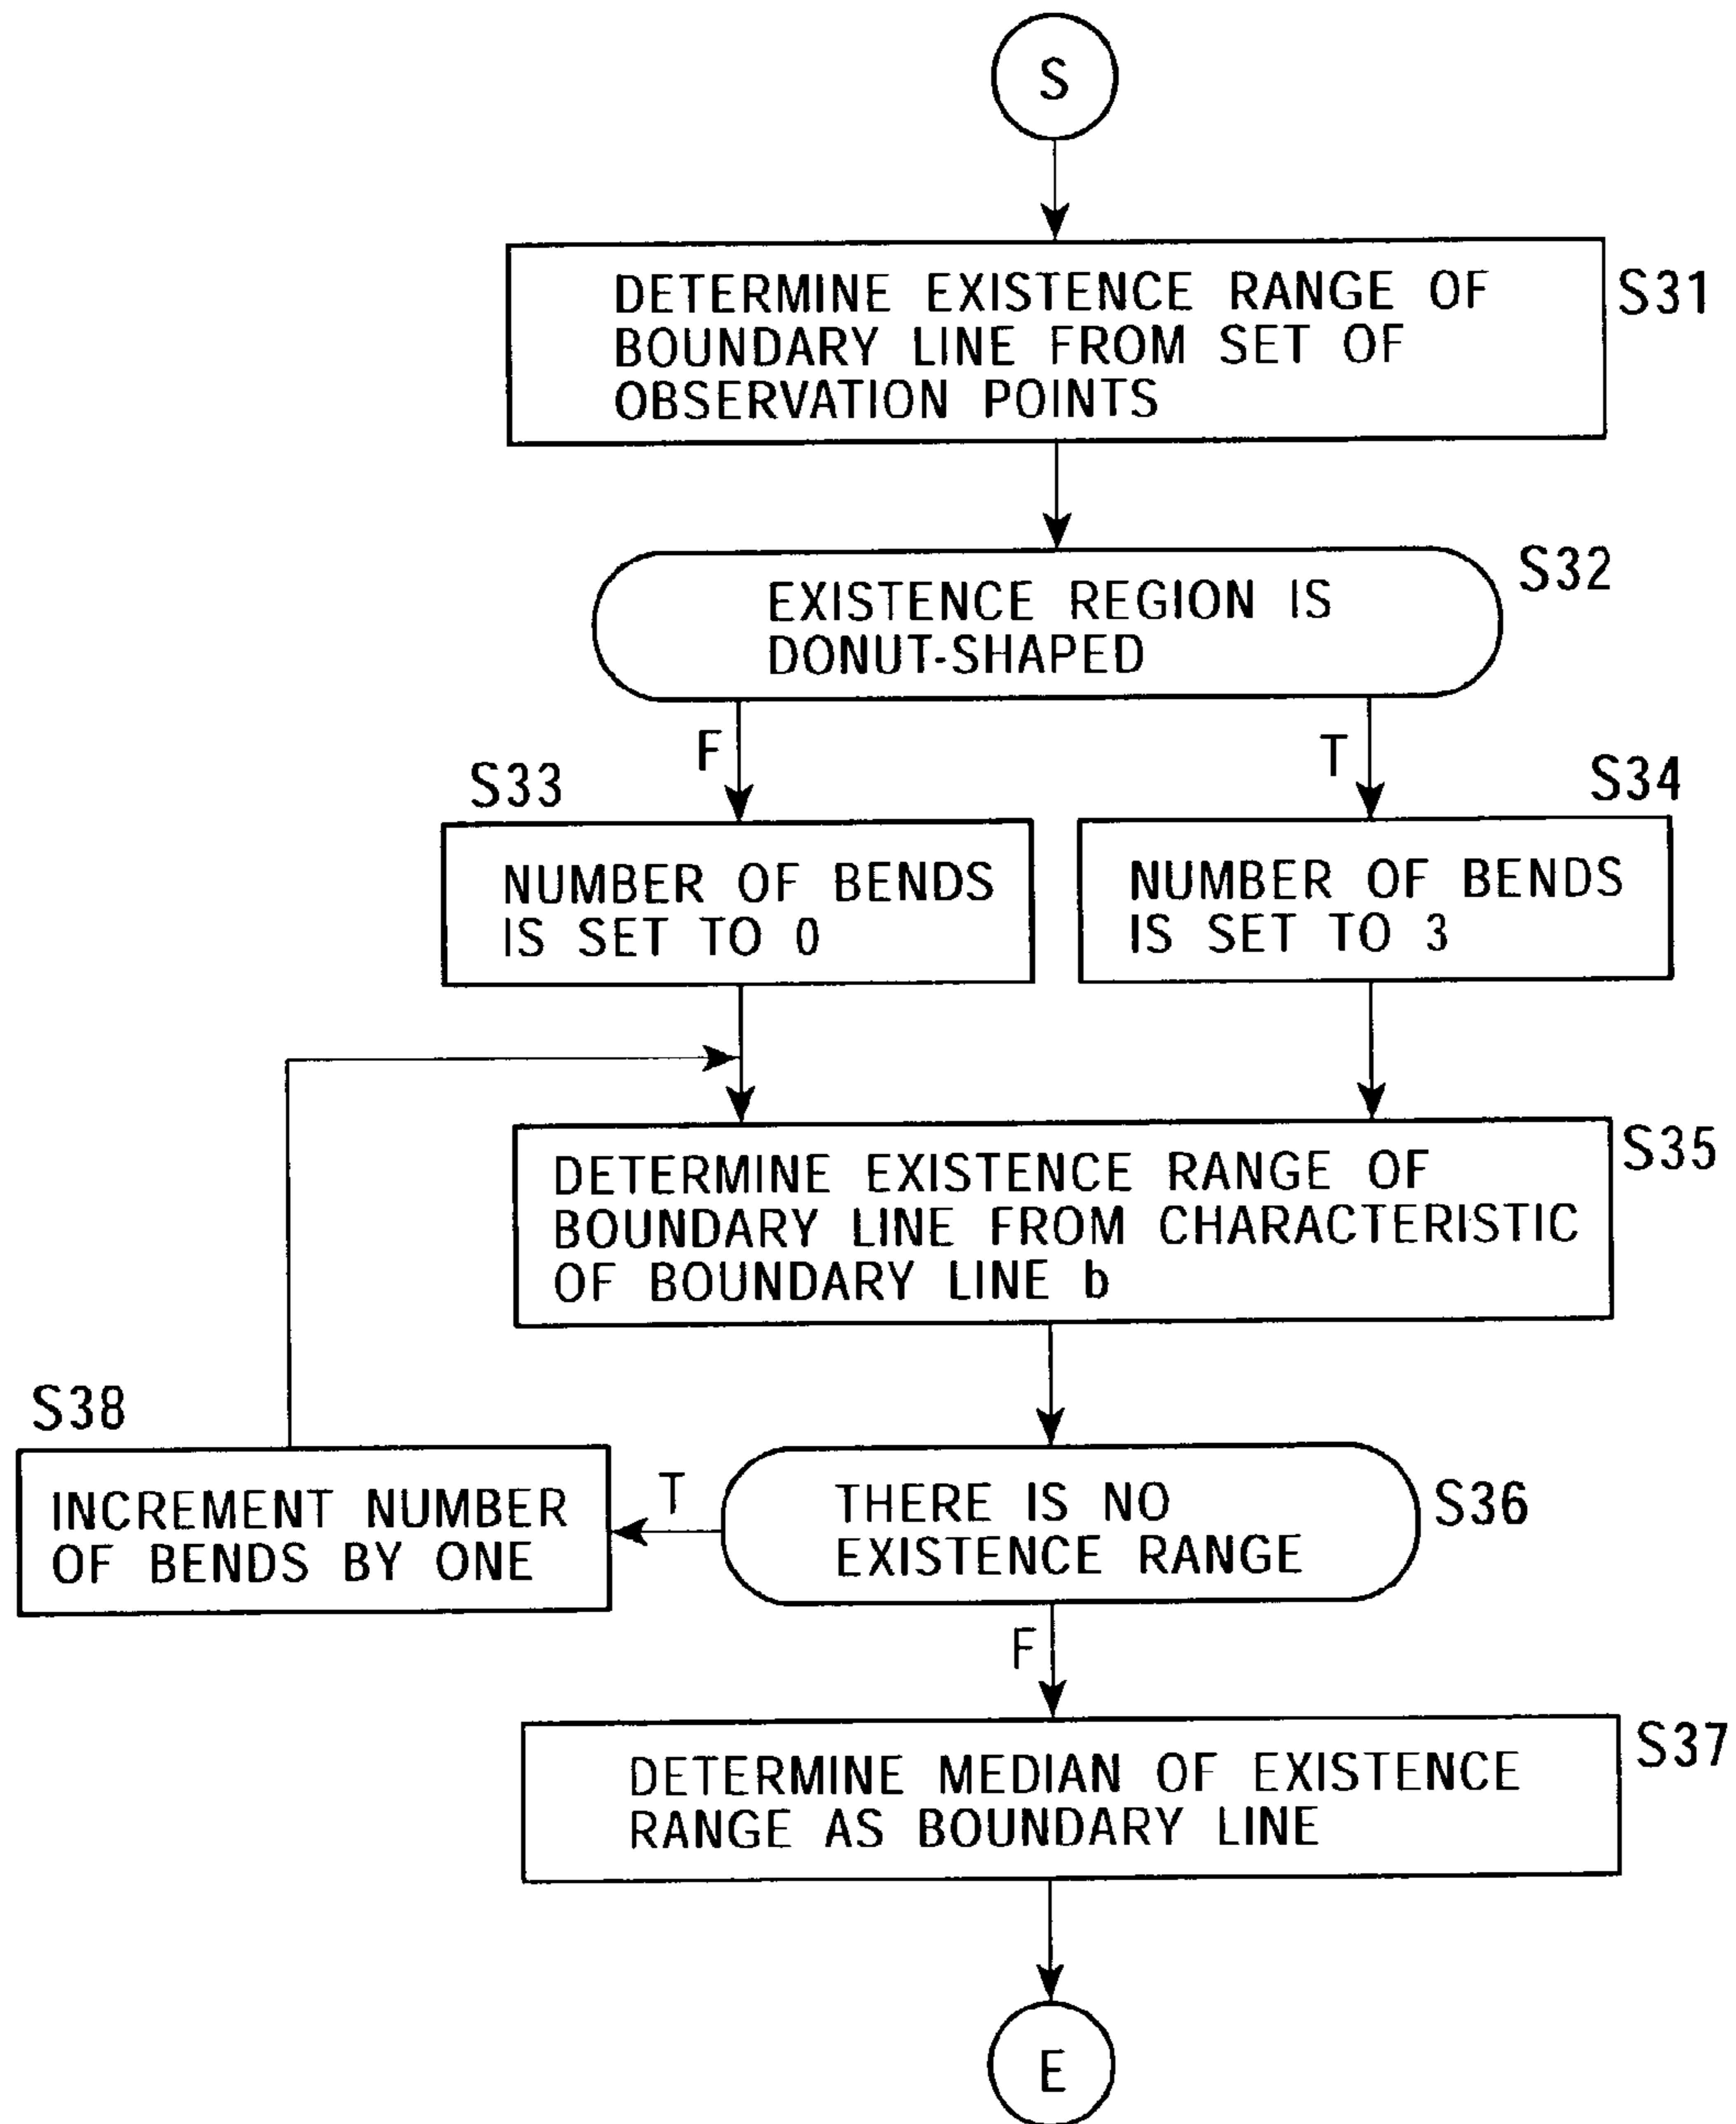 S
DETERMINE EXISTENCE RANGE OF
BOUNDARY LINE FROM SET OF
OBSERVATION POINTS
S31
EXISTENCE REGION IS
DONUT-SHAPED
S32
F
T
S33
NUMBER OF BENDS
IS SET TO 0
S34
NUMBER OF BENDS
IS SET TO 3
DETERMINE EXISTENCE RANGE OF
BOUNDARY LINE FROM CHARACTERISTIC
OF BOUNDARY LINE b
S35
S38
INCREMENT NUMBER
OF BENDS BY ONE
T
THERE IS NO
EXISTENCE RANGE
S36
F
DETERMINE MEDIAN OF EXISTENCE
RANGE AS BOUNDARY LINE
S37
E